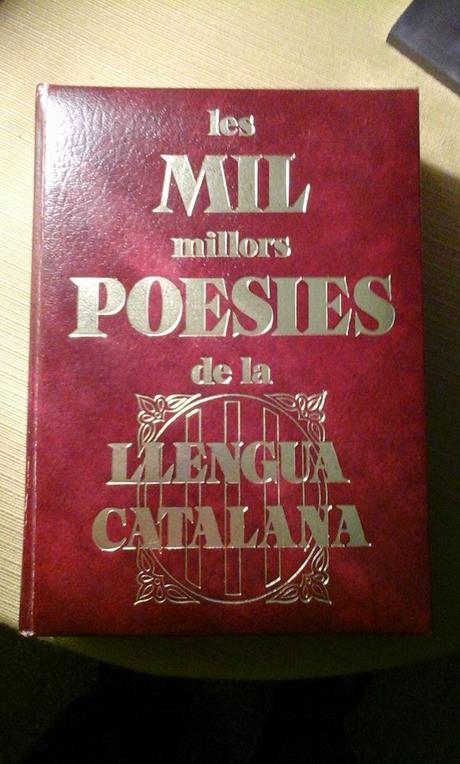 les
MIL
millors
POESIES
de la
LLENGUA
CATALANA